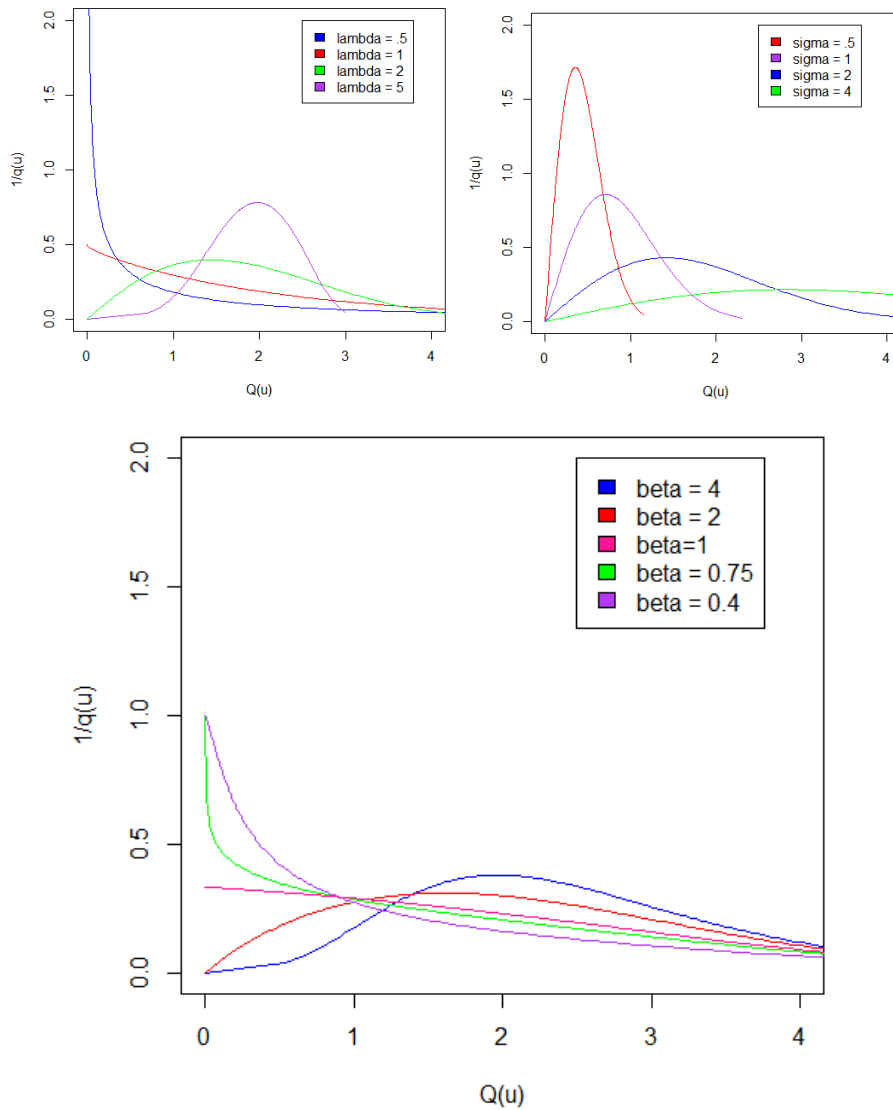 2.0
1.5
1.0
0.5
0.0
1/q(u)
lambda = .5
lambda = 1
lambda = 2
lambda = 5
0 1 2 3 4
Q(u)
2.0
1.5
1.0
0.5
0.0
1/q(u)
sigma = .5
sigma = 1
sigma = 2
sigma = 4
0 1 2 3 4
Q(u)
2.0
1.5
1.0
0.5
0.0
1/q(u)
beta = 4
beta = 2
beta=1
beta = 0.75
beta = 0.4
0 1 2 3 4
Q(u)